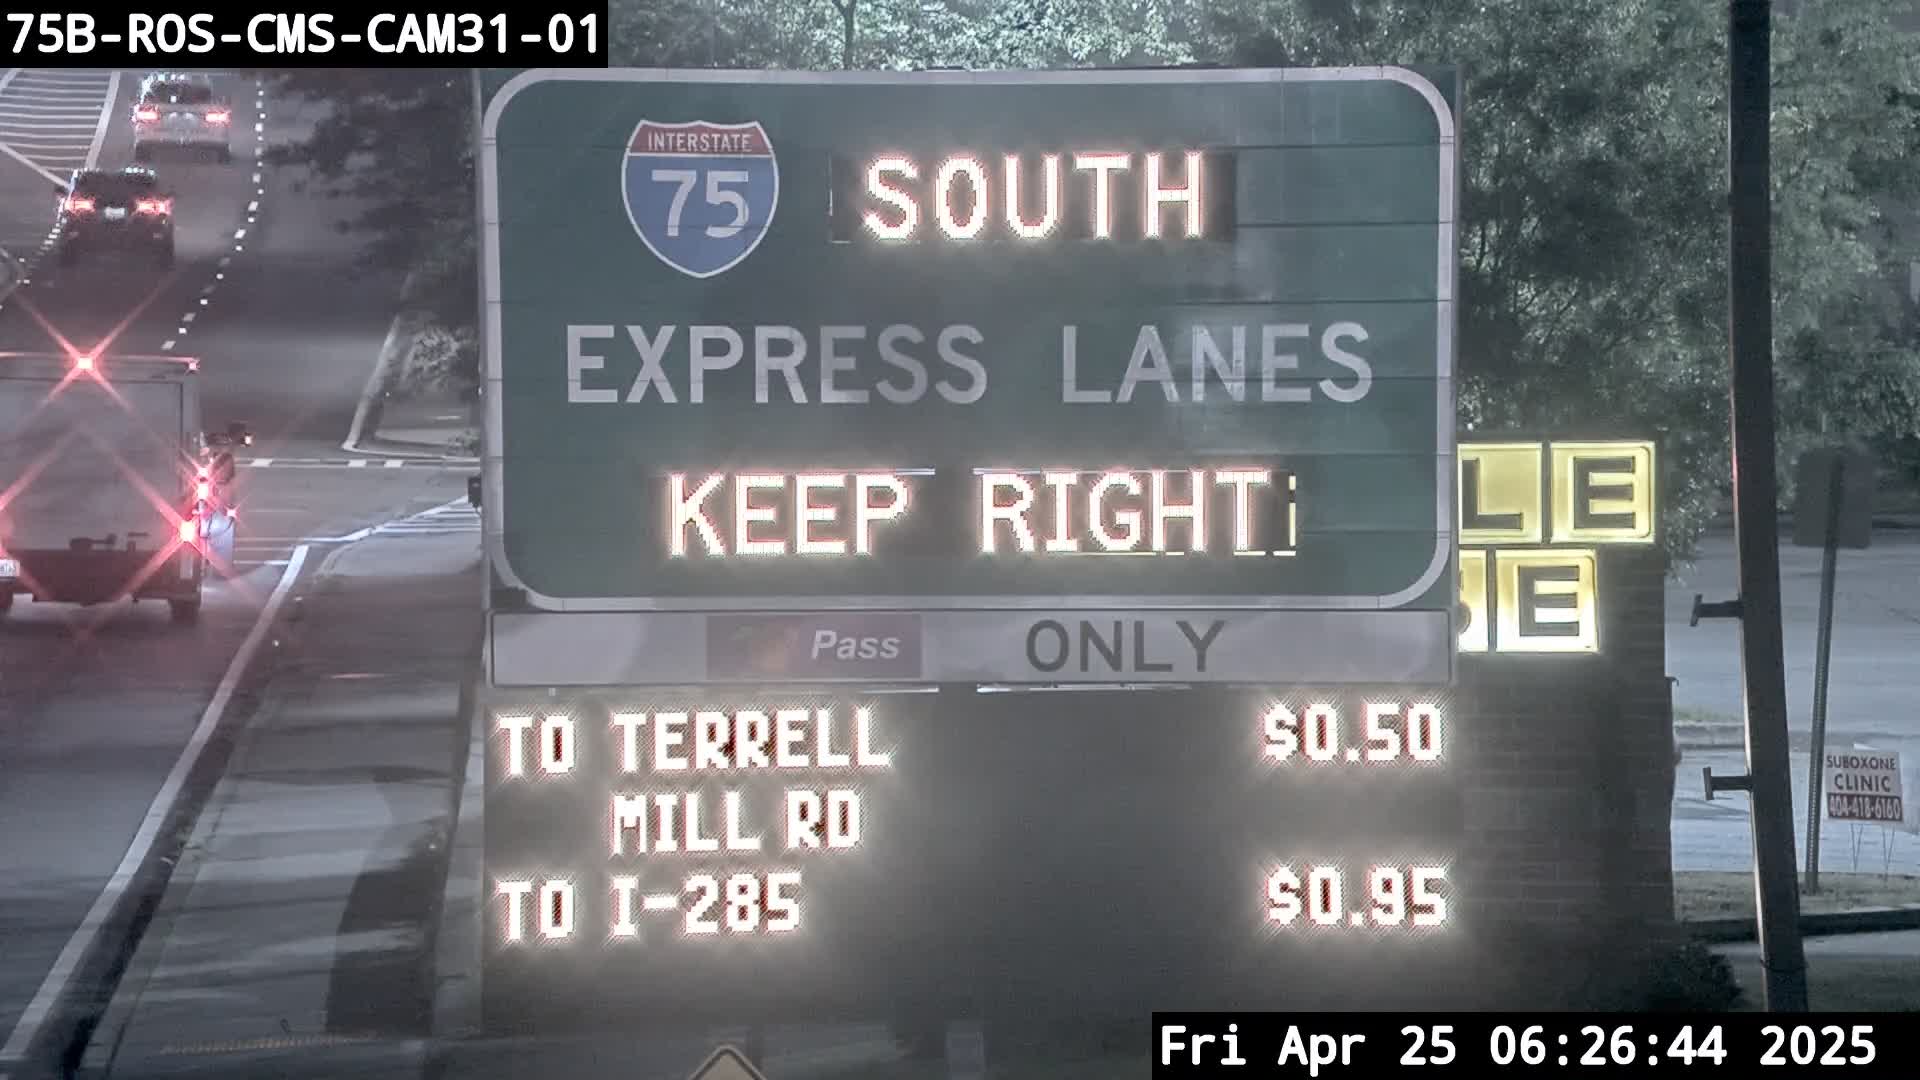 75B-ROS-CMS-CAM31-01
INTERSTATE
75
SOUTH
EXPRESS LANES
KEEP RIGHT
Pass ONLY
TO TERRELL $0.50
MILL RD
TO I-285 $0.95
LE
E
SUBOXONE
CLINIC
404-418-6160
Fri Apr 25 06:26:44 2025